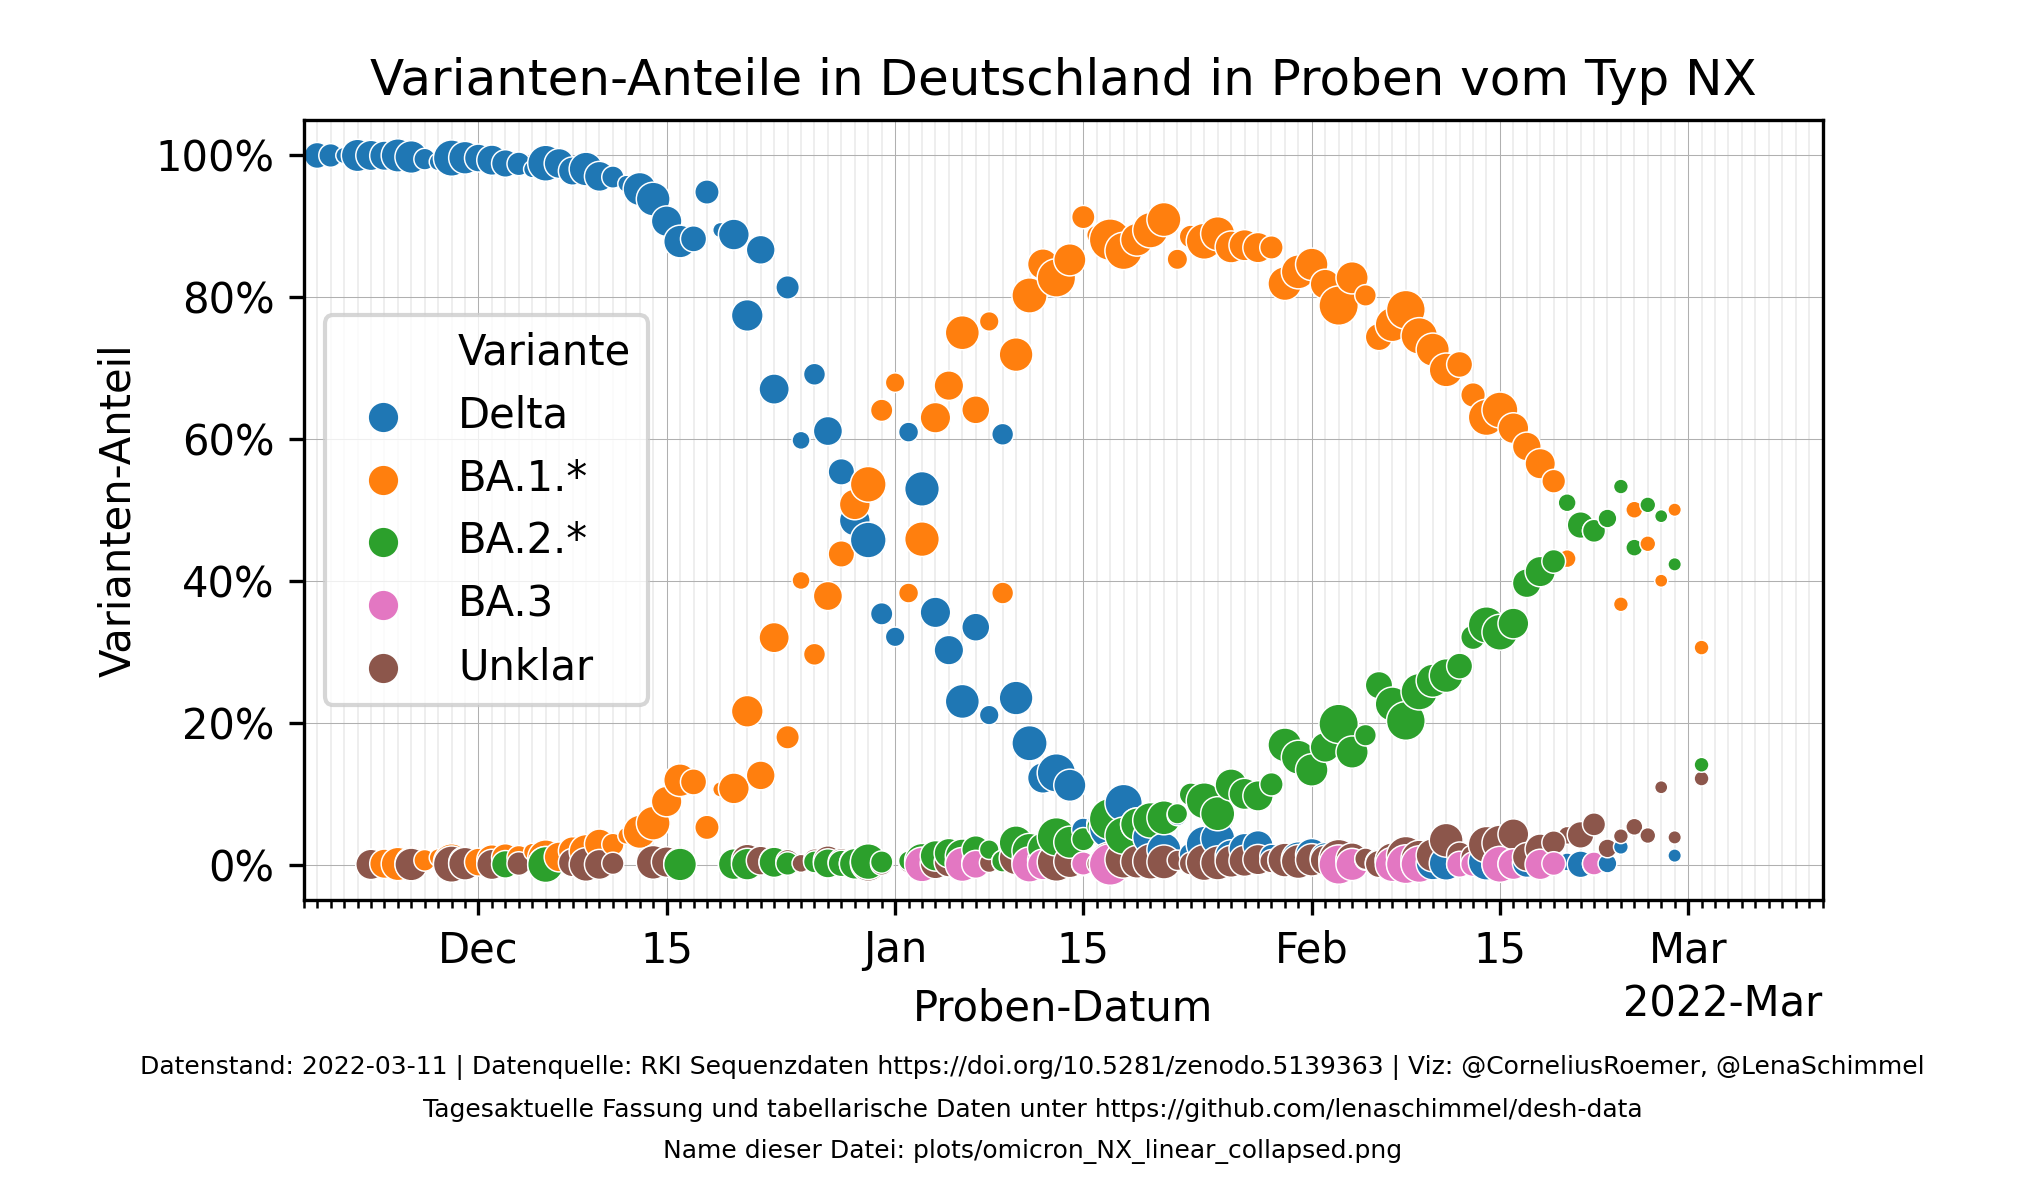 Varianten-Anteile in Deutschland in Proben vom Typ NX
Varianten-Anteil
100%
80%
60%
40%
20%
0%
Variante
Delta
BA.1.*
BA.2.*
BA.3
Unklar
Dec 15 Jan 15 Feb 15 Mar
Proben-Datum
2022-Mar
Datenstand: 2022-03-11 | Datenquelle: RKI Sequenzdaten https://doi.org/10.5281/zenodo.5139363 | Viz: @CorneliusRoemer, @LenaSchimmel
Tagesaktuelle Fassung und tabellarische Daten unter https://github.com/lenaschimmel/desh-data
Name dieser Datei: plots/omicron_NX_linear_collapsed.png